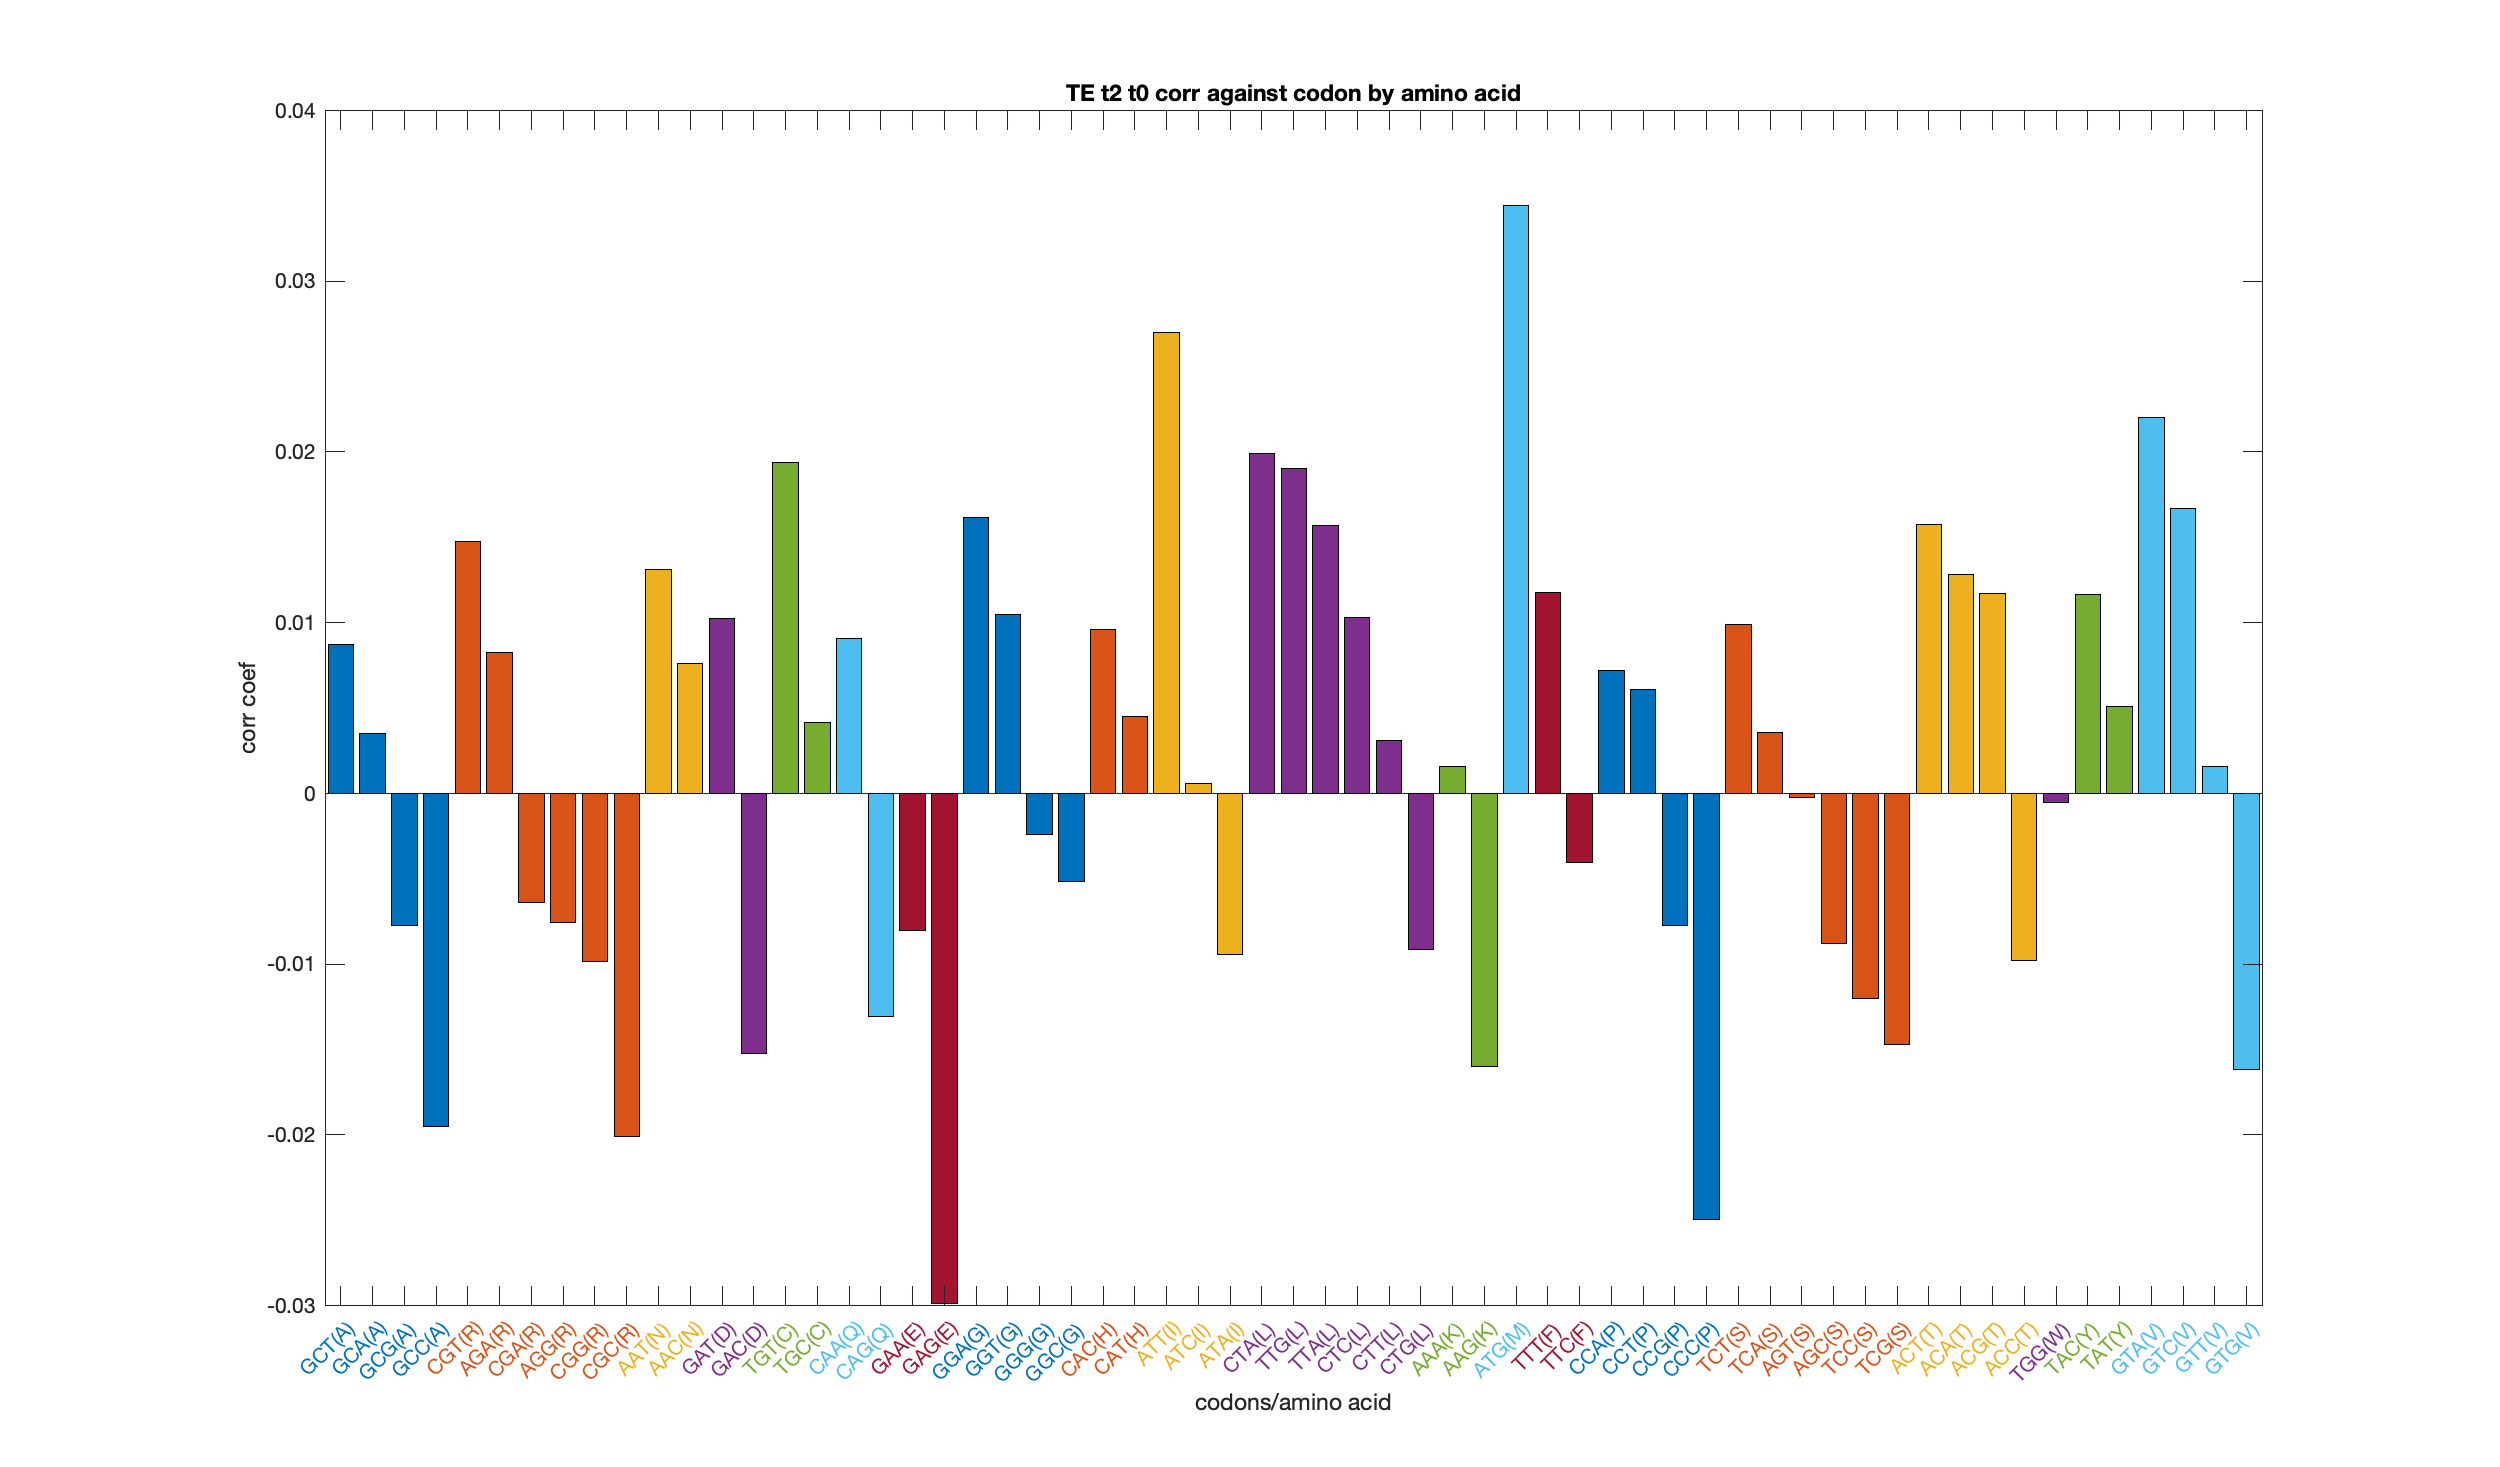 TE t2 t0 corr against codon by amino acid
0.04
0.03
0.02
0.01
0
-0.01
-0.02
-0.03
corr coef
GCT(A)
GCA(A)
GCG(A)
GCC(A)
CGT(R)
AGA(R)
CGA(R)
AGG(R)
CGG(R)
CGC(R)
AAT(N)
AAC(N)
GAT(D)
GAC(D)
TGT(C)
TGC(C)
CAA(Q)
CAG(Q)
GAA(E)
GAG(E)
GGA(G)
GGT(G)
GGG(G)
GGC(G)
CAC(H)
CAT(H)
ATT(I)
ATC(I)
ATA(I)
CTA(L)
TTG(L)
TTA(L)
CTC(L)
CTT(L)
CTG(L)
AAA(K)
AAG(K)
ATG(M)
TTT(F)
TTC(F)
CCA(P)
CCT(P)
CCG(P)
CCC(P)
TCT(S)
TCA(S)
AGT(S)
AGC(S)
TCC(S)
TCG(S)
ACT(T)
ACA(T)
ACG(T)
ACC(T)
TGG(W)
TAC(Y)
TAT(Y)
GTA(V)
GTC(V)
GTT(V)
GTG(V)
codons/amino acid